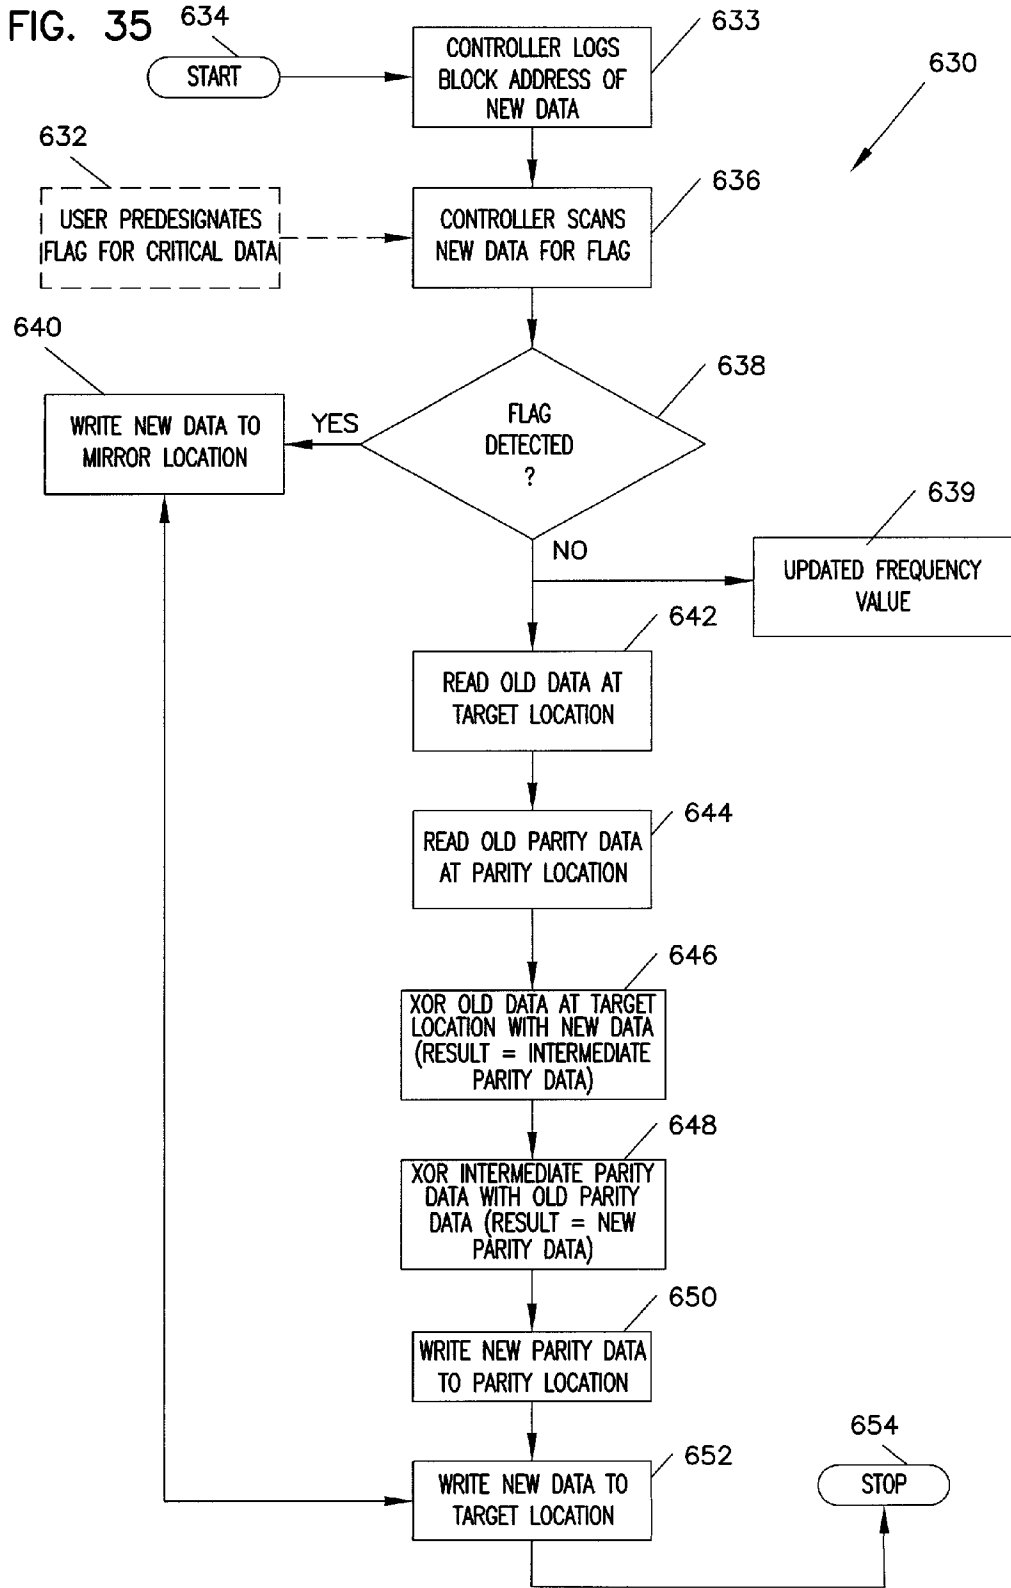 FIG. 35
634
START
633
CONTROLLER LOGS
BLOCK ADDRESS OF
NEW DATA
630
632
USER PREDESIGNATES
FLAG FOR CRITICAL DATA
636
CONTROLLER SCANS
NEW DATA FOR FLAG
640
WRITE NEW DATA TO
MIRROR LOCATION
YES
638
FLAG
DETECTED
?
NO
639
UPDATED FREQUENCY
VALUE
642
READ OLD DATA AT
TARGET LOCATION
644
READ OLD PARITY DATA
AT PARITY LOCATION
646
XOR OLD DATA AT TARGET
LOCATION WITH NEW DATA
(RESULT = INTERMEDIATE
PARITY DATA)
648
XOR INTERMEDIATE PARITY
DATA WITH OLD PARITY
DATA (RESULT = NEW
PARITY DATA)
650
WRITE NEW PARITY DATA
TO PARITY LOCATION
652
WRITE NEW DATA TO
TARGET LOCATION
654
STOP